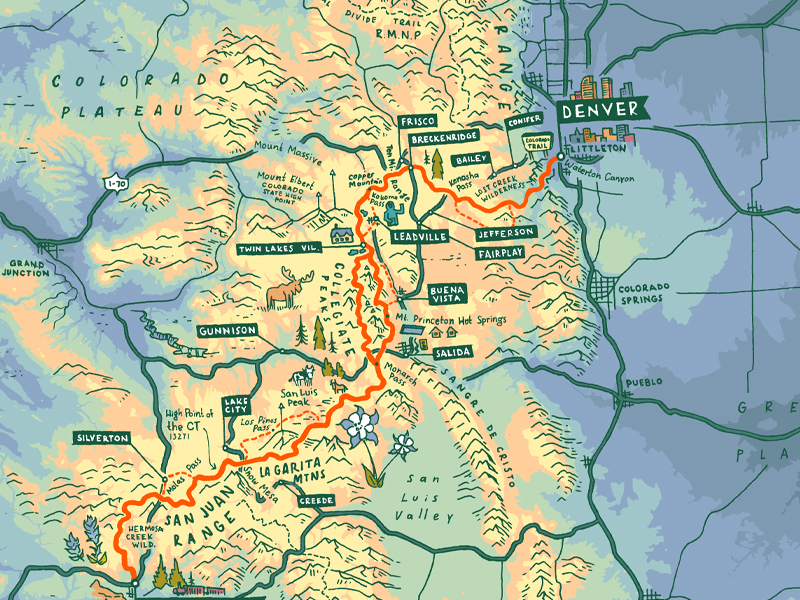 DIVIDE TRAIL
R.M.N.P
RANGE
COLORADO
PLATEAU
DENVER
FRISCO
BRECKENRIDGE
CONIFER
COLORADO
TRAIL
LITTLETON
Waterton Canyon
BAILEY
Kenosha
Pass
LOST CREEK
WILDERNESS
Mount Massive
Ten Mi.
Range
Copper
Mountain
Mount Elbert
COLORADO
STATE HIGH
POINT
Kokomo
Pass
I-70
LEADVILLE
JEFFERSON
FAIRPLAY
TWIN LAKES VIL.
GRAND
JUNCTION
COLLEGIATE
PEAKS
BUENA
VISTA
COLORADO
SPRINGS
Mt. Princeton Hot Springs
GUNNISON
SALIDA
Monarch
Pass
SANGRE DE CRISTO
PUEBLO
San Luis
Peak
LAKE
CITY
High Point of
the CT
13271
Los Pinos
Pass
GRE
PLA
SILVERTON
LA GARITA
MTNS
Snow Mesa
Molas Pass
San
Luis
Valley
SAN JUAN
RANGE
CREEDE
HERMOSA
CREEK
WILD.